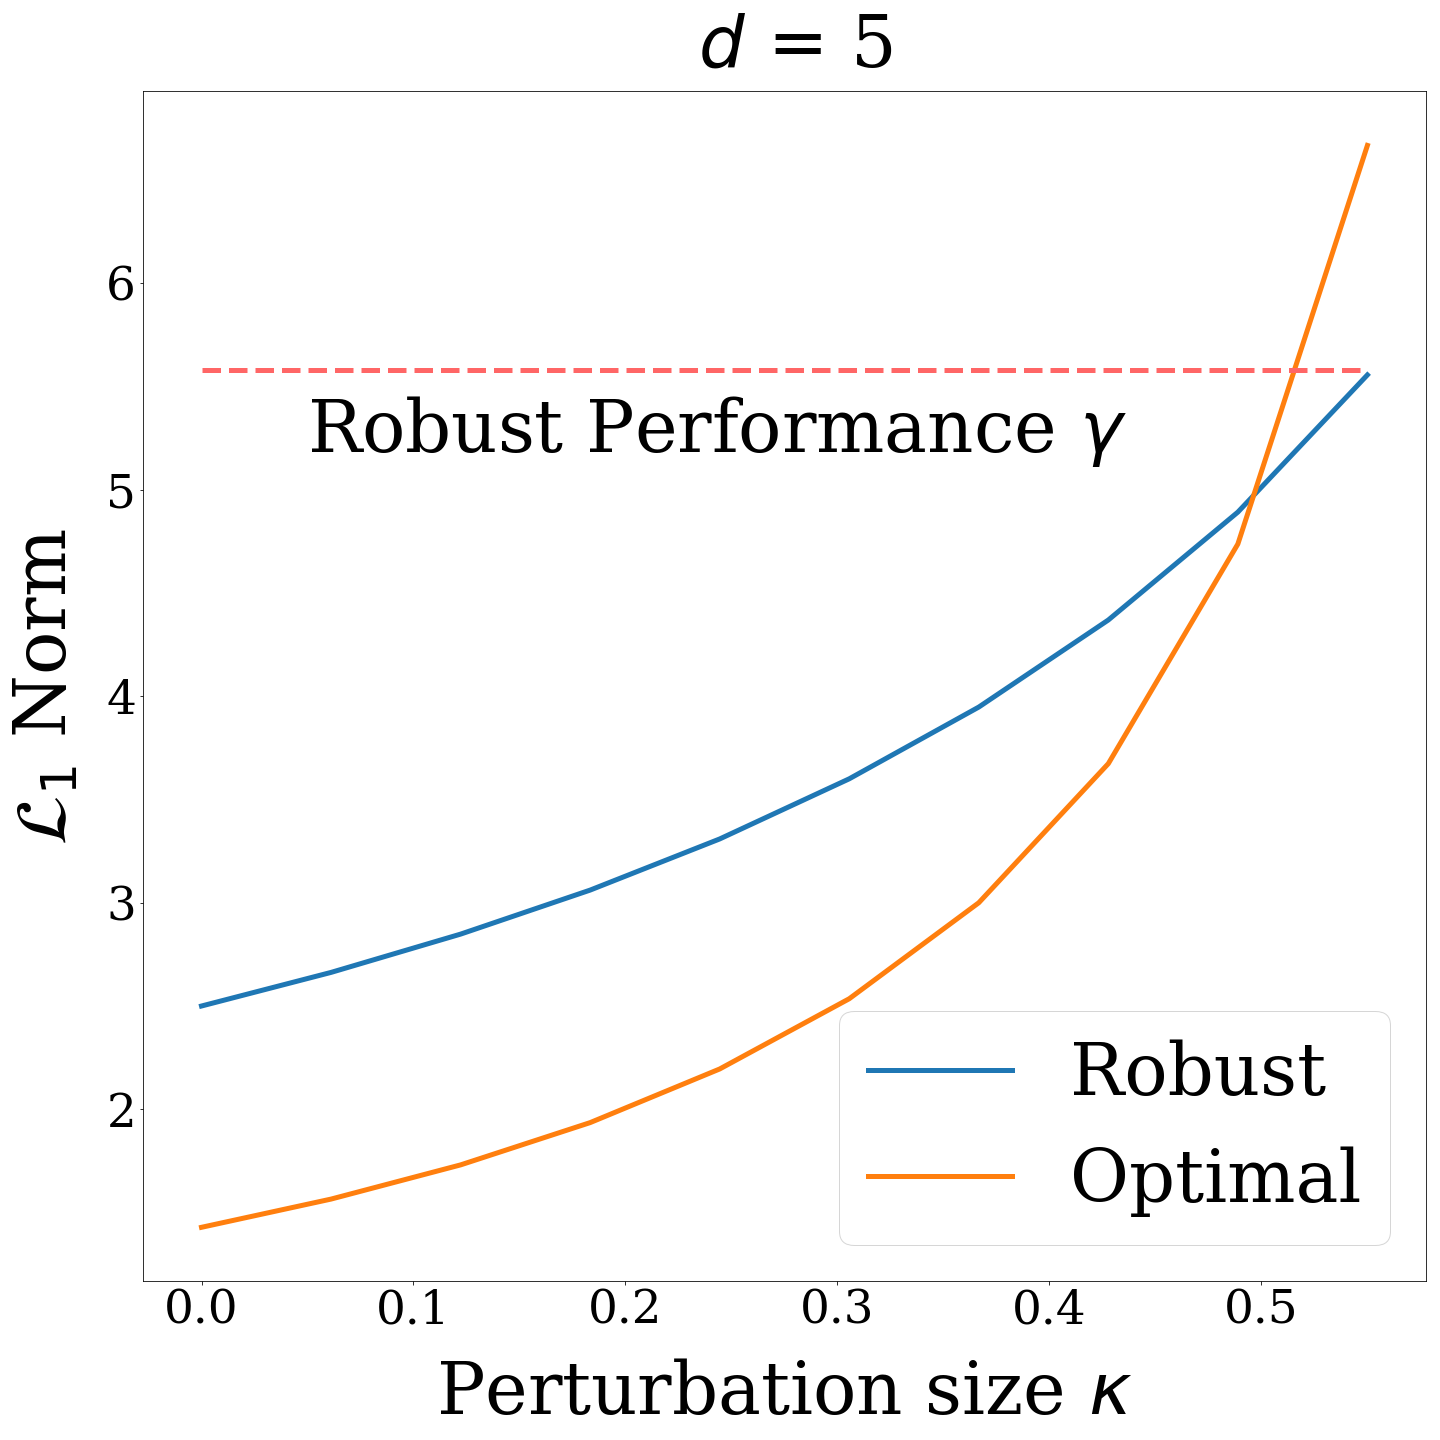 d = 5
ℒ₁ Norm
6
5
4
3
2
Robust Performance γ
Robust
Optimal
0.0 0.1 0.2 0.3 0.4 0.5
Perturbation size κ